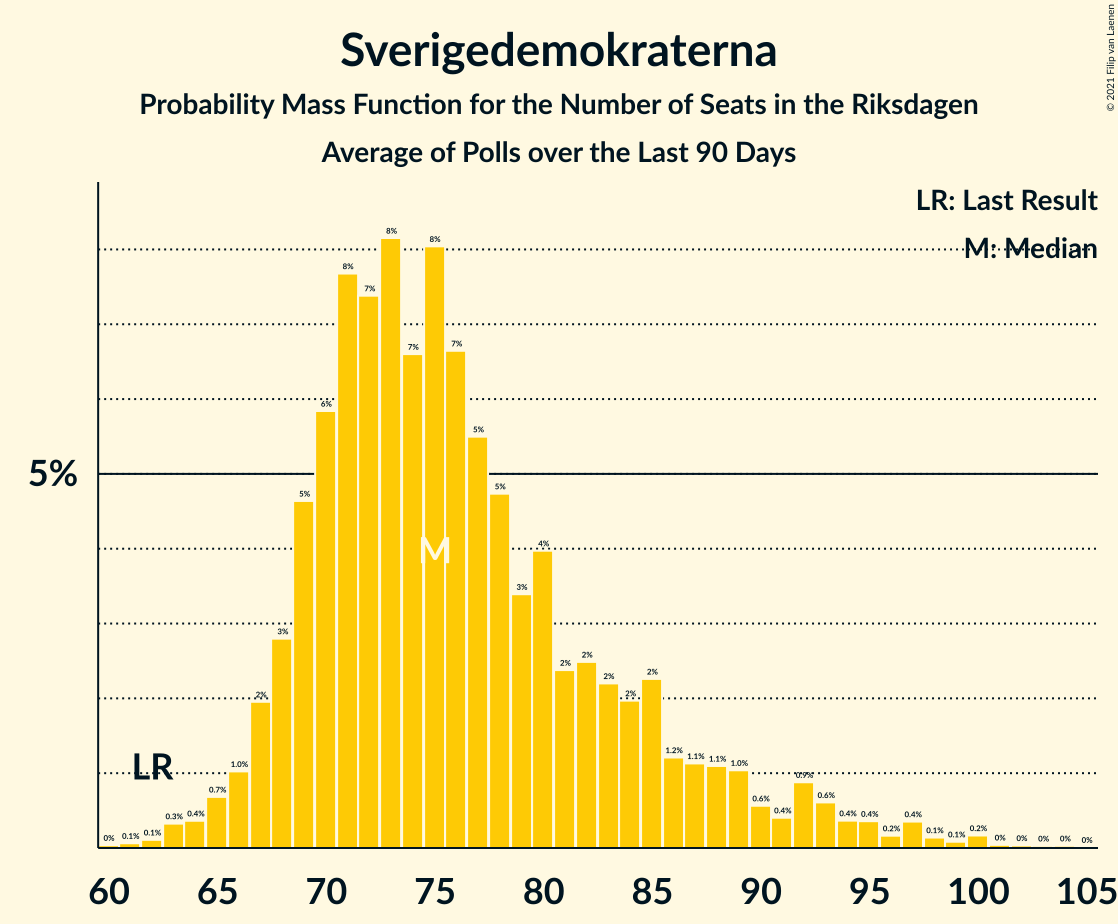 © 2021 Filip van Laenen
Sverigedemokraterna
Probability Mass Function for the Number of Seats in the Riksdagen
Average of Polls over the Last 90 Days
LR: Last Result
M: Median
5%
LR
M
0% 0.1% 0.1% 0.3% 0.4% 0.7% 1.0% 2% 3% 5% 6% 8% 7% 8% 7% 8% 7% 5% 5% 3% 4% 2% 2% 2% 2% 2% 1.2% 1.1% 1.1% 1.0% 0.6% 0.4% 0.9% 0.6% 0.4% 0.4% 0.2% 0.4% 0.1% 0.1% 0.2% 0% 0% 0% 0% 0%
60 65 70 75 80 85 90 95 100 105